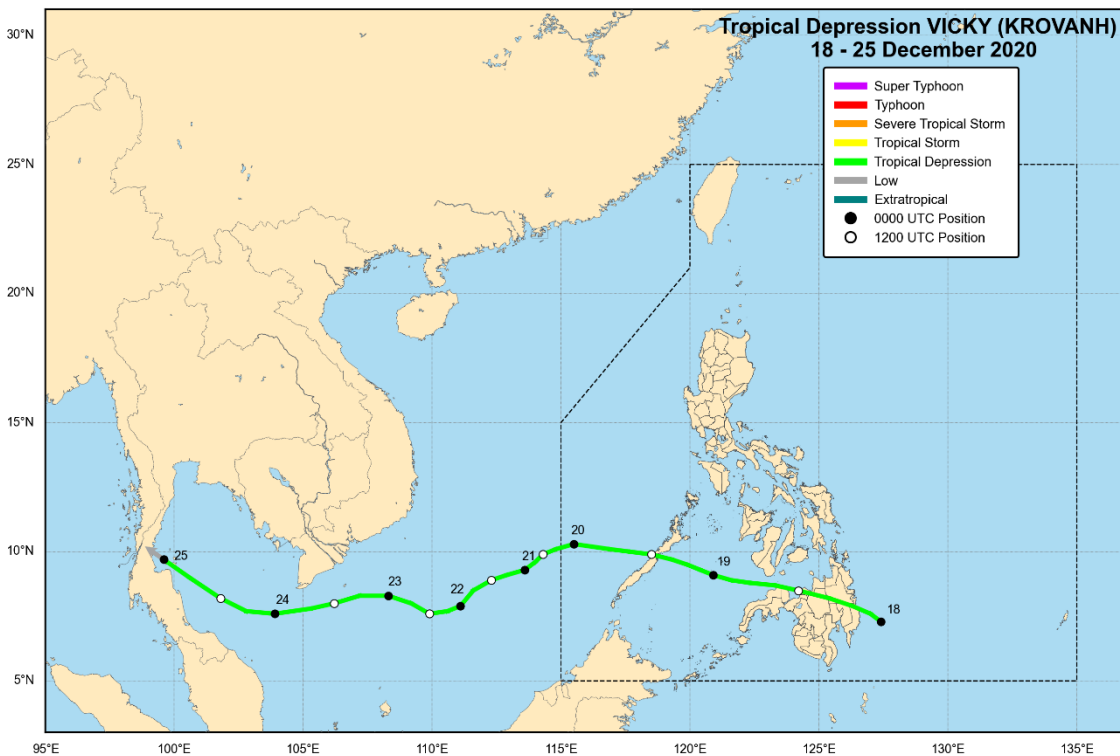 Tropical Depression VICKY (KROVANH)
18 - 25 December 2020
Super Typhoon
Typhoon
Severe Tropical Storm
Tropical Storm
Tropical Depression
Low
Extratropical
0000 UTC Position
1200 UTC Position
30°N
25°N
20°N
15°N
10°N
5°N
25
24
23
22
21
20
19
18
95°E
100°E
105°E
110°E
115°E
120°E
125°E
130°E
135°E